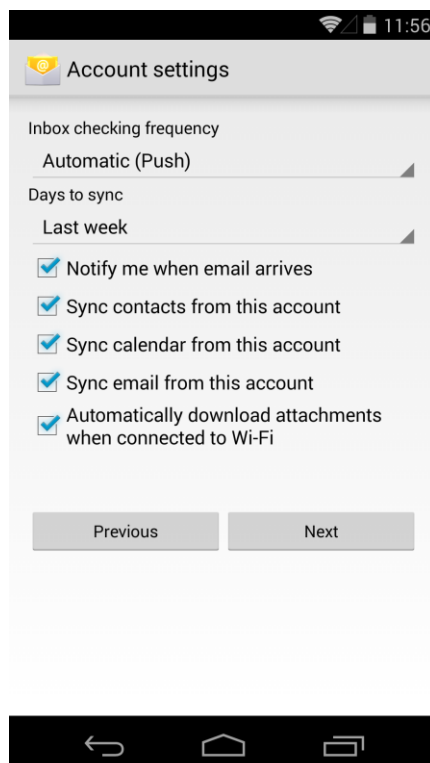 11:56
Account settings
Inbox checking frequency
Automatic (Push)
Days to sync
Last week
Notify me when email arrives
Sync contacts from this account
Sync calendar from this account
Sync email from this account
Automatically download attachments
when connected to Wi-Fi
Previous
Next